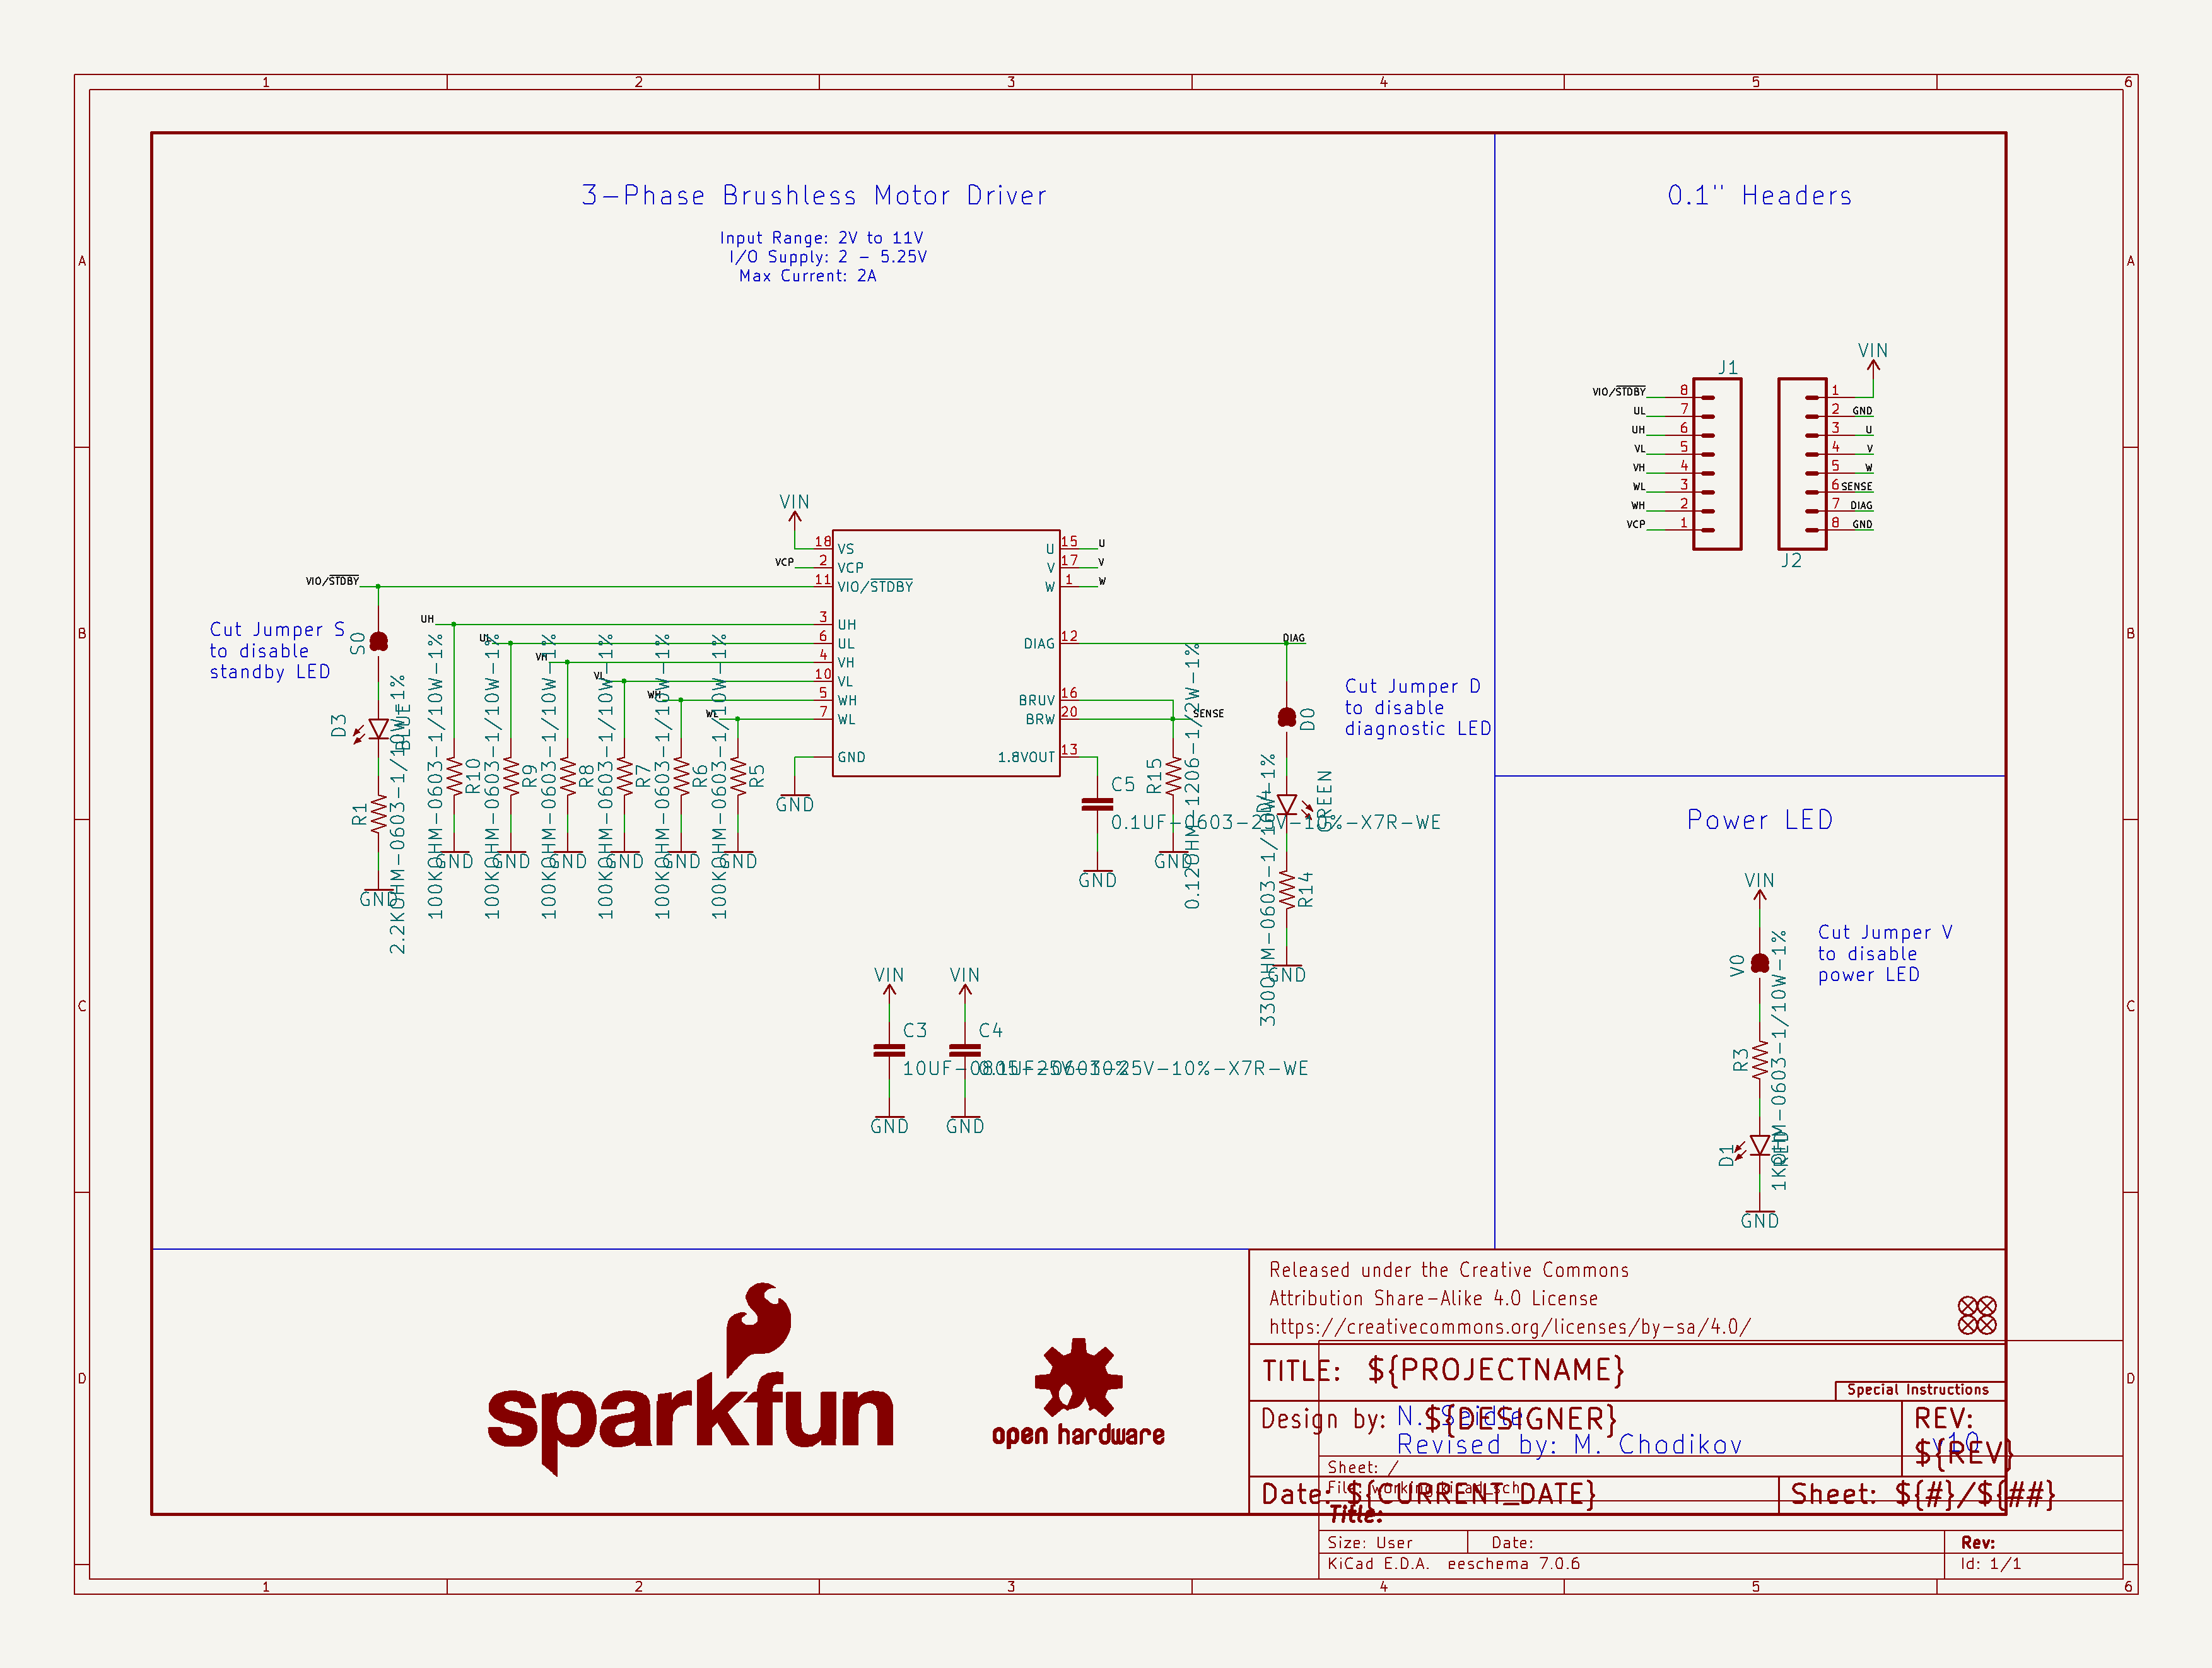 1 2 3 4 5 6
A A
B B
C C
D D
3-Phase Brushless Motor Driver
Input Range: 2V to 11V
I/O Supply: 2 - 5.25V
Max Current: 2A
0.1" Headers
VIN
J1
VIO/STDBY 8
UL 7
UH 6
VL 5
VH 4
WL 3
WH 2
VCP 1
1
2 GND
3 U
4 V
5 W
6 SENSE
7 DIAG
8 GND
J2
VIN
18 VS
VCP 2 VCP
VIO/STDBY 11 VIO/STDBY
UH 3 UH
UL 6 UL
VH 4 VH
VL 10 VL
WH 5 WH
WL 7 WL
GND
GND
U 15 U
V 17 V
W 1 W
DIAG 12 DIAG
BRUV 16
BRW 20 SENSE
1.8VOUT 13
Cut Jumper S
to disable
standby LED
S0
D3
BLUE
R1
2.2KOHM-0603-1/10W-1%
GND
100KOHM-0603-1/10W-1%
R10
GND
100KOHM-0603-1/10W-1%
R9
GND
100KOHM-0603-1/10W-1%
R8
GND
100KOHM-0603-1/10W-1%
R7
GND
100KOHM-0603-1/10W-1%
R6
GND
100KOHM-0603-1/10W-1%
R5
GND
C5
0.1UF-0603-25V-10%-X7R-WE
GND
R15
0.12OHM-1206-1/2W-1%
GND
Cut Jumper D
to disable
diagnostic LED
D0
GREEN
330OHM-0603-1/10W-1%
R14
GND
VIN
C3
10UF-0805-25V-10%
GND
VIN
C4
0.1UF-0603-25V-10%-X7R-WE
GND
Power LED
VIN
Cut Jumper V
to disable
power LED
V0
R3
1KOHM-0603-1/10W-1%
D1
RED
GND
sparkfun
open hardware
Released under the Creative Commons
Attribution Share-Alike 4.0 License
https://creativecommons.org/licenses/by-sa/4.0/
TITLE: ${PROJECTNAME}
Special Instructions
Design by: N. Seidle ${DESIGNER}
Revised by: M. Chodikov
REV:
v10
${REV}
Sheet: /
File: working.kicad_sch
Date: ${CURRENT_DATE}
Sheet: ${#}/${##}
Title:
Size: User Date: Rev:
KiCad E.D.A. eeschema 7.0.6 Id: 1/1
1 2 3 4 5 6